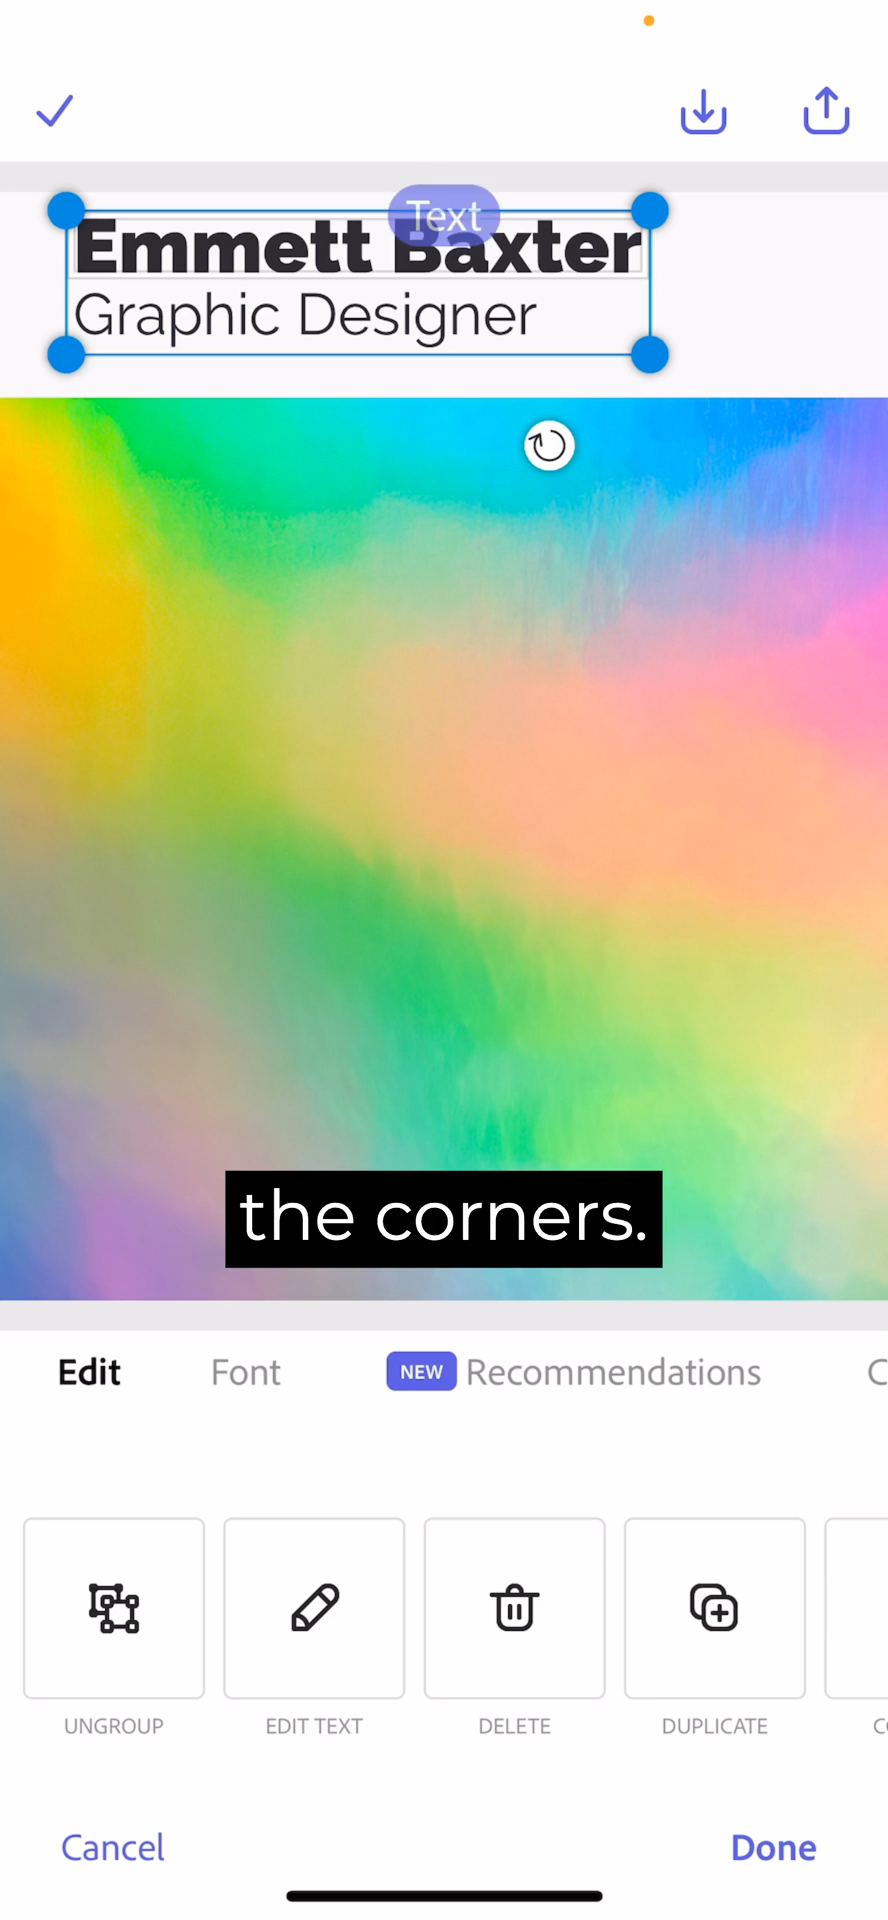 Text
Emmett Baxter
Graphic Designer
the corners.
Edit Font NEW Recommendations
UNGROUP EDIT TEXT DELETE DUPLICATE
Cancel Done